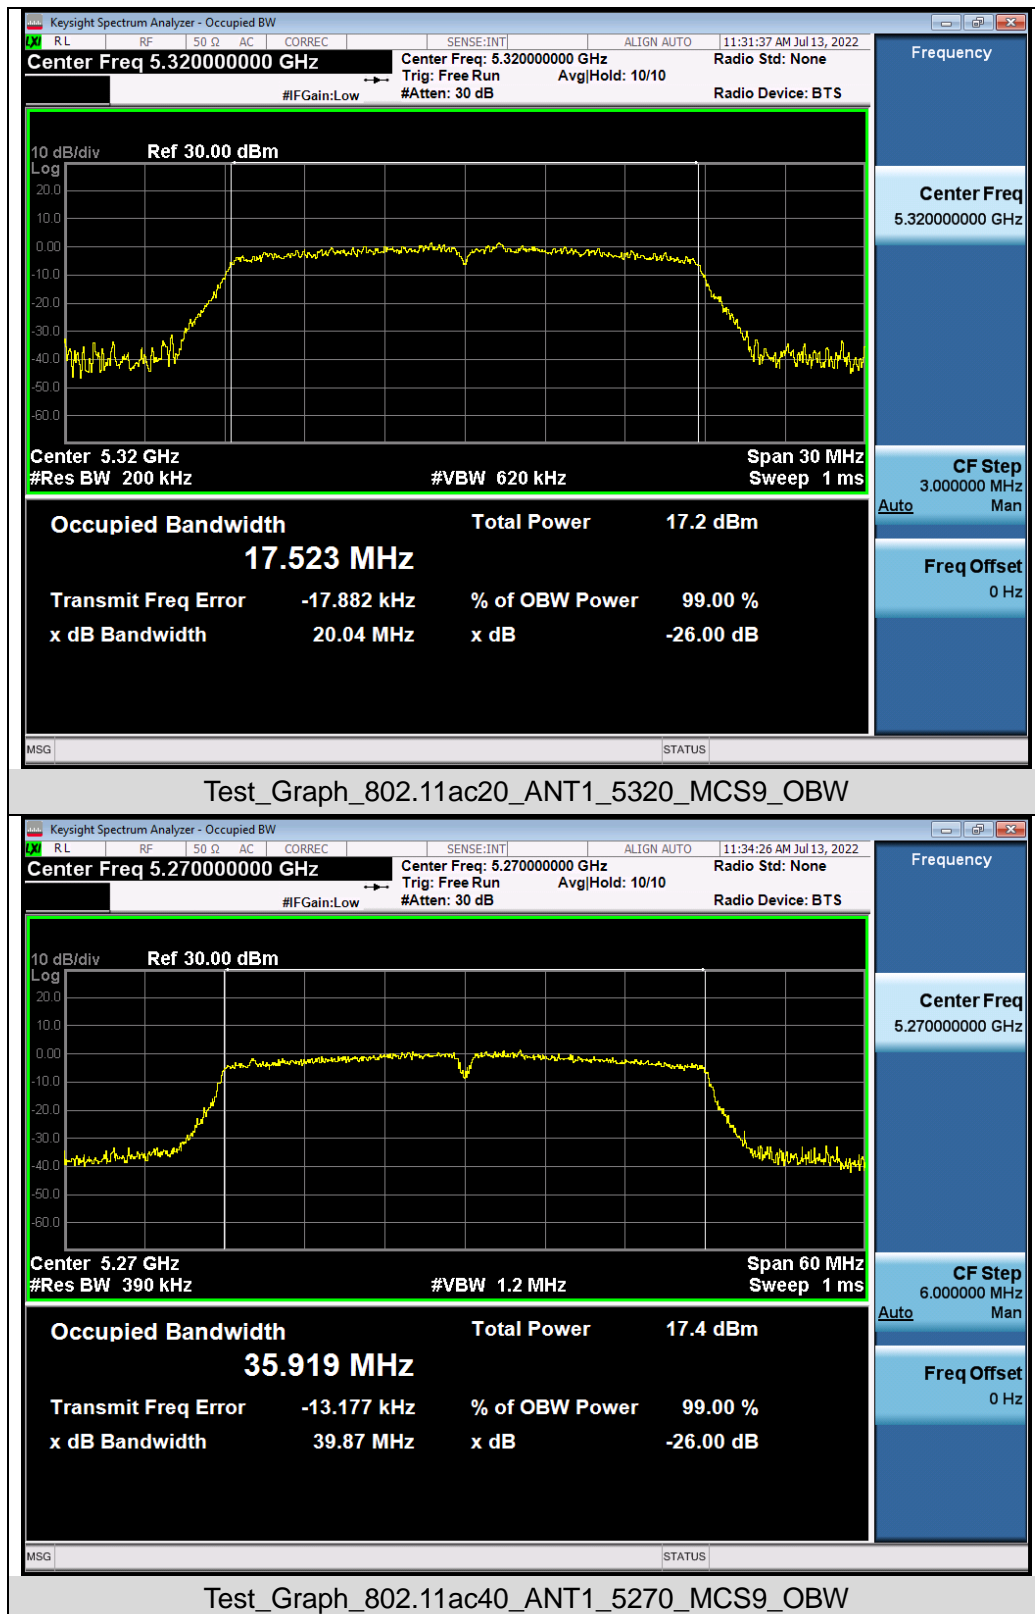 Keysight Spectrum Analyzer - Occupied BW
LXI RL RF 50 Ω AC CORREC SENSE:INT ALIGN AUTO 11:31:37 AM Jul 13, 2022
Center Freq 5.320000000 GHz
Center Freq: 5.320000000 GHz
Radio Std: None
Trig: Free Run Avg|Hold: 10/10
#IFGain:Low
#Atten: 30 dB
Radio Device: BTS
Frequency
10 dB/div Ref 30.00 dBm
Log
20.0
10.0
0.00
-10.0
-20.0
-30.0
-40.0
-50.0
-60.0
Center Freq
5.320000000 GHz
Center 5.32 GHz
Span 30 MHz
#Res BW 200 kHz
#VBW 620 kHz
Sweep 1 ms
CF Step
3.000000 MHz
Auto Man
Freq Offset
0 Hz
Occupied Bandwidth
Total Power 17.2 dBm
17.523 MHz
Transmit Freq Error -17.882 kHz
% of OBW Power 99.00 %
x dB Bandwidth 20.04 MHz
x dB -26.00 dB
MSG STATUS
Test_Graph_802.11ac20_ANT1_5320_MCS9_OBW
Keysight Spectrum Analyzer - Occupied BW
LXI RL RF 50 Ω AC CORREC SENSE:INT ALIGN AUTO 11:34:26 AM Jul 13, 2022
Center Freq 5.270000000 GHz
Center Freq: 5.270000000 GHz
Radio Std: None
Trig: Free Run Avg|Hold: 10/10
#IFGain:Low
#Atten: 30 dB
Radio Device: BTS
Frequency
10 dB/div Ref 30.00 dBm
Log
20.0
10.0
0.00
-10.0
-20.0
-30.0
-40.0
-50.0
-60.0
Center Freq
5.270000000 GHz
Center 5.27 GHz
Span 60 MHz
#Res BW 390 kHz
#VBW 1.2 MHz
Sweep 1 ms
CF Step
6.000000 MHz
Auto Man
Freq Offset
0 Hz
Occupied Bandwidth
Total Power 17.4 dBm
35.919 MHz
Transmit Freq Error -13.177 kHz
% of OBW Power 99.00 %
x dB Bandwidth 39.87 MHz
x dB -26.00 dB
MSG STATUS
Test_Graph_802.11ac40_ANT1_5270_MCS9_OBW